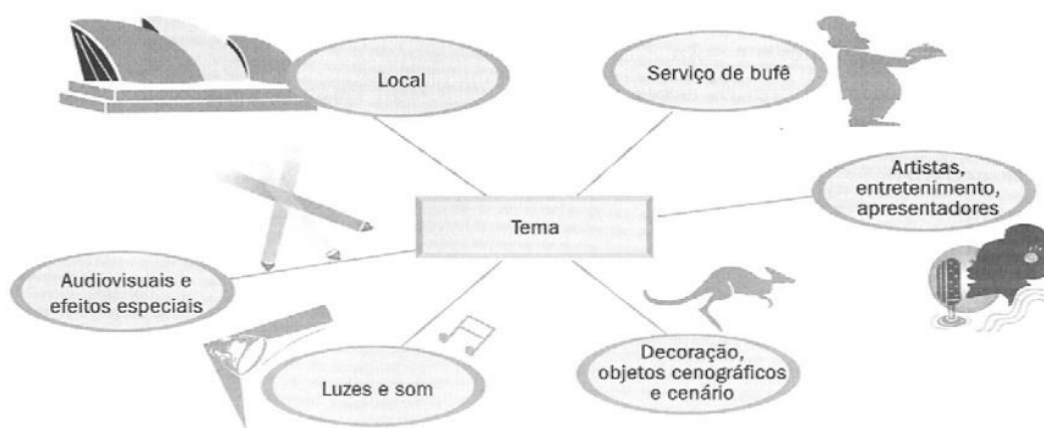 Local
Serviço de bufê
Artistas,
entretenimento,
apresentadores
Tema
Audiovisuais e
efeitos especiais
Luzes e som
Decoração,
objetos cenográficos
e cenário